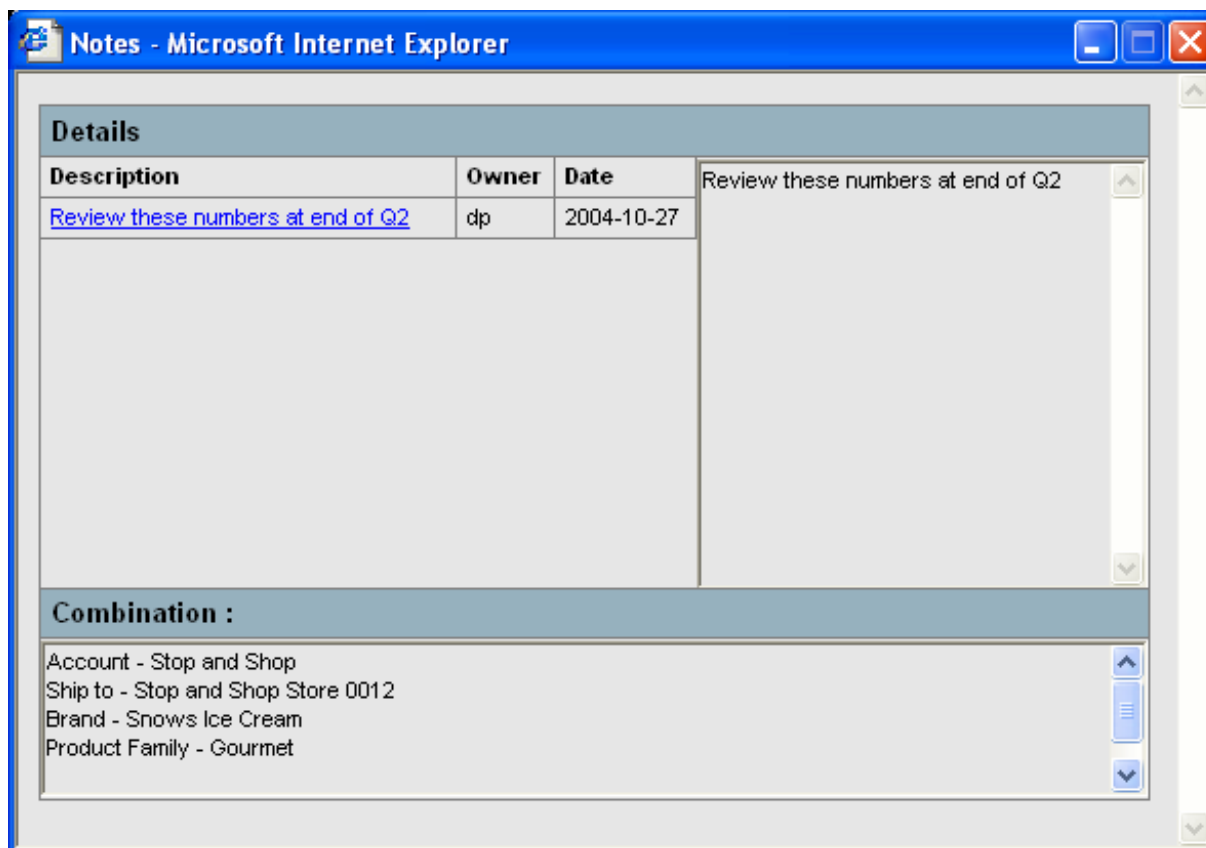 Notes - Microsoft Internet Explorer
Details
Description Owner Date
Review these numbers at end of Q2 dp 2004-10-27
Review these numbers at end of Q2
Combination :
Account - Stop and Shop
Ship to - Stop and Shop Store 0012
Brand - Snows Ice Cream
Product Family - Gourmet